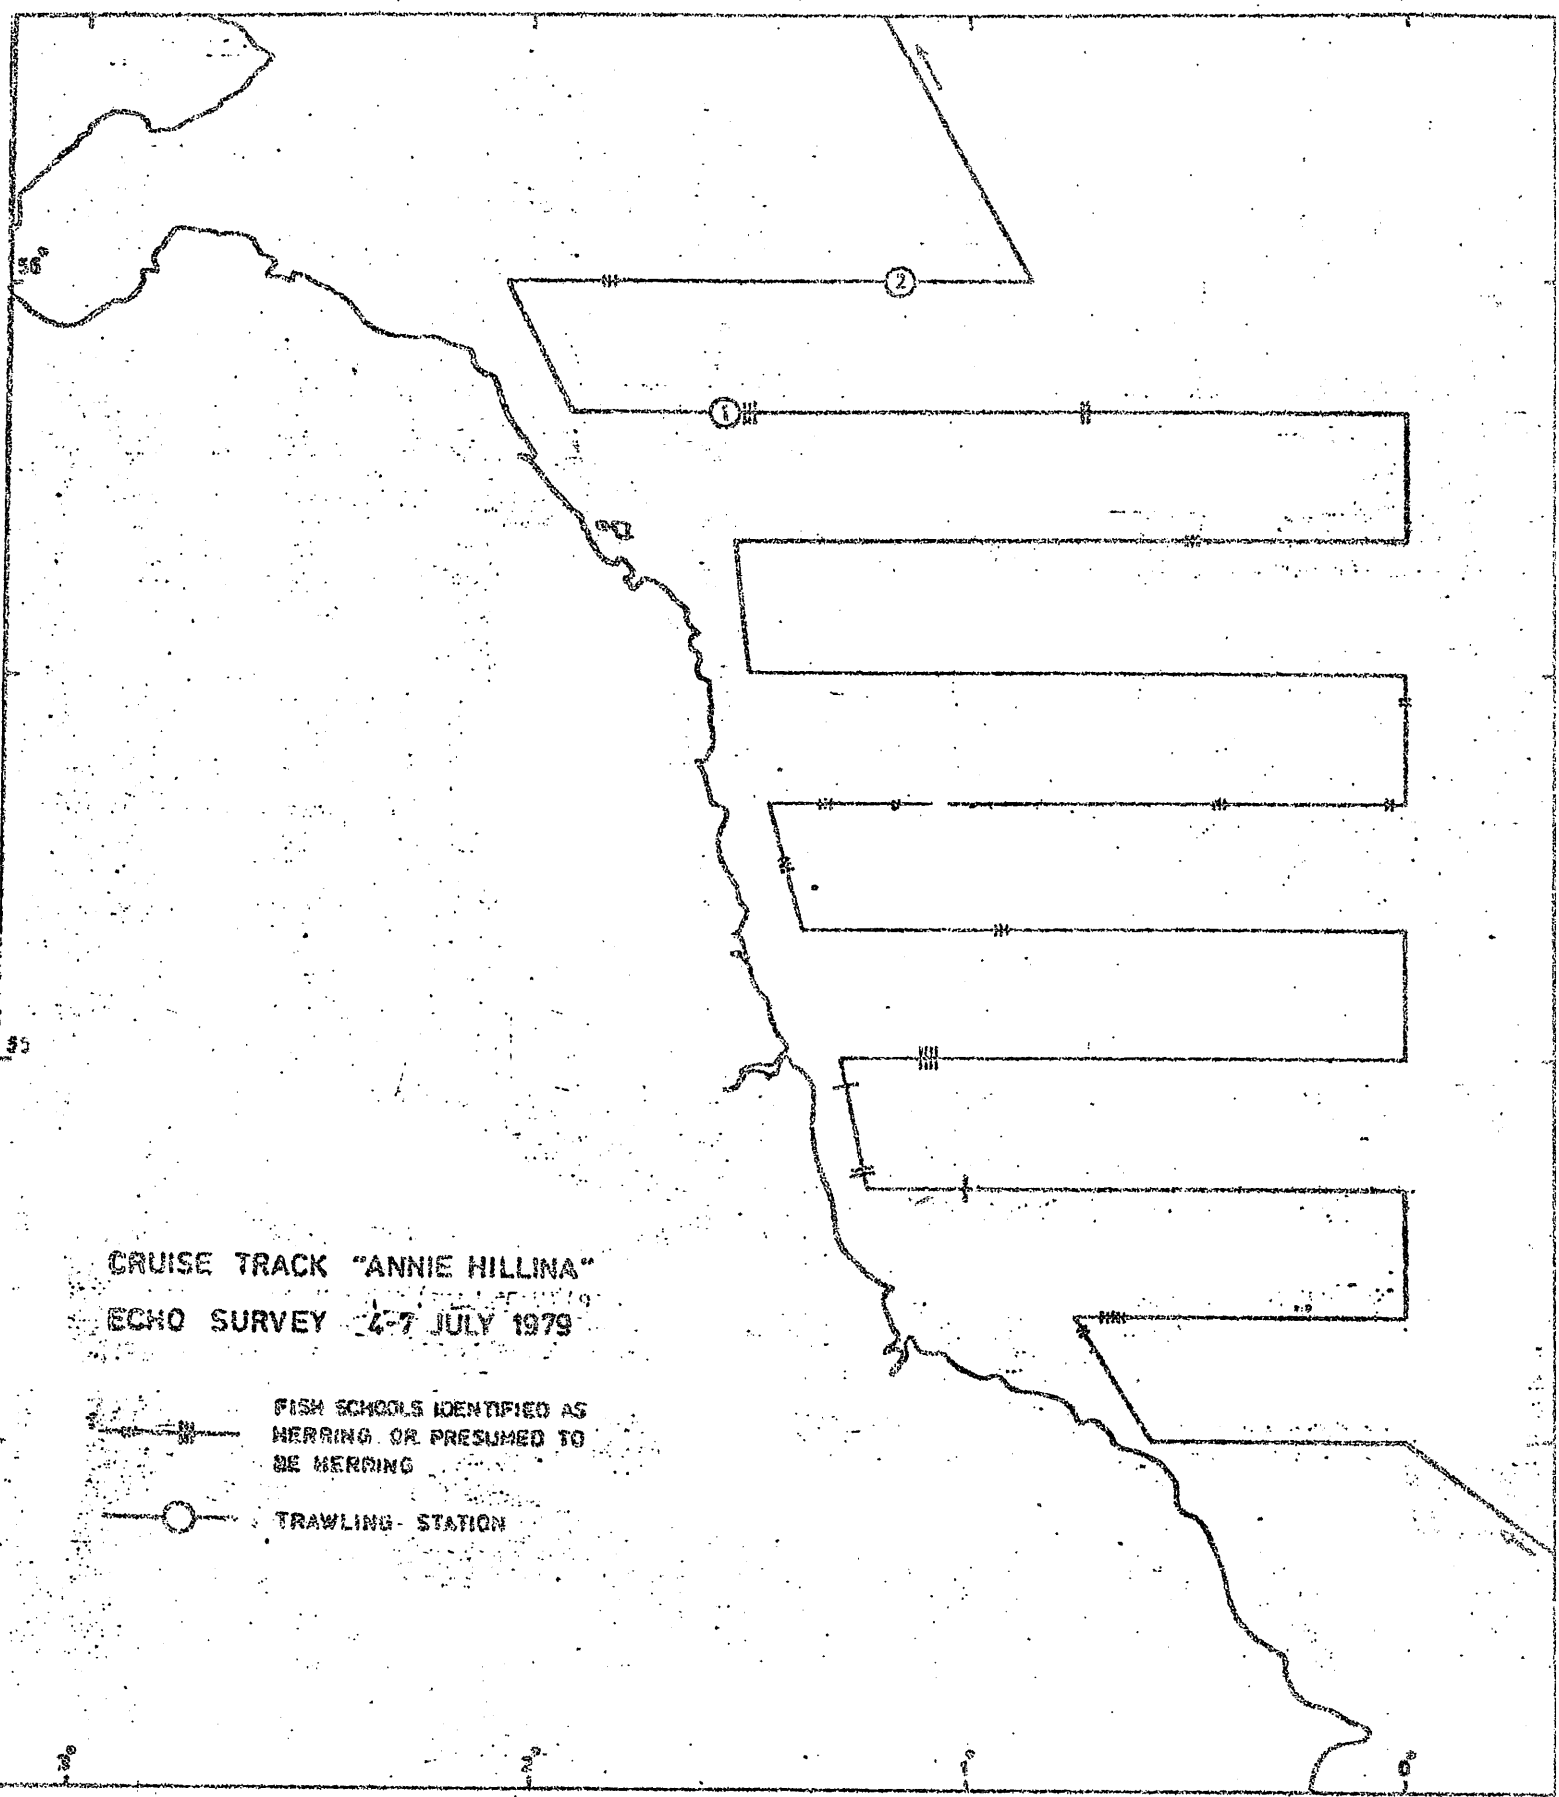 56°
2
1
55
CRUISE TRACK "ANNIE HILLINA"
ECHO SURVEY 4-7 JULY 1979
FISH SCHOOLS IDENTIFIED AS
HERRING OR PRESUMED TO
BE HERRING
TRAWLING STATION
3° 2° 1° 0°